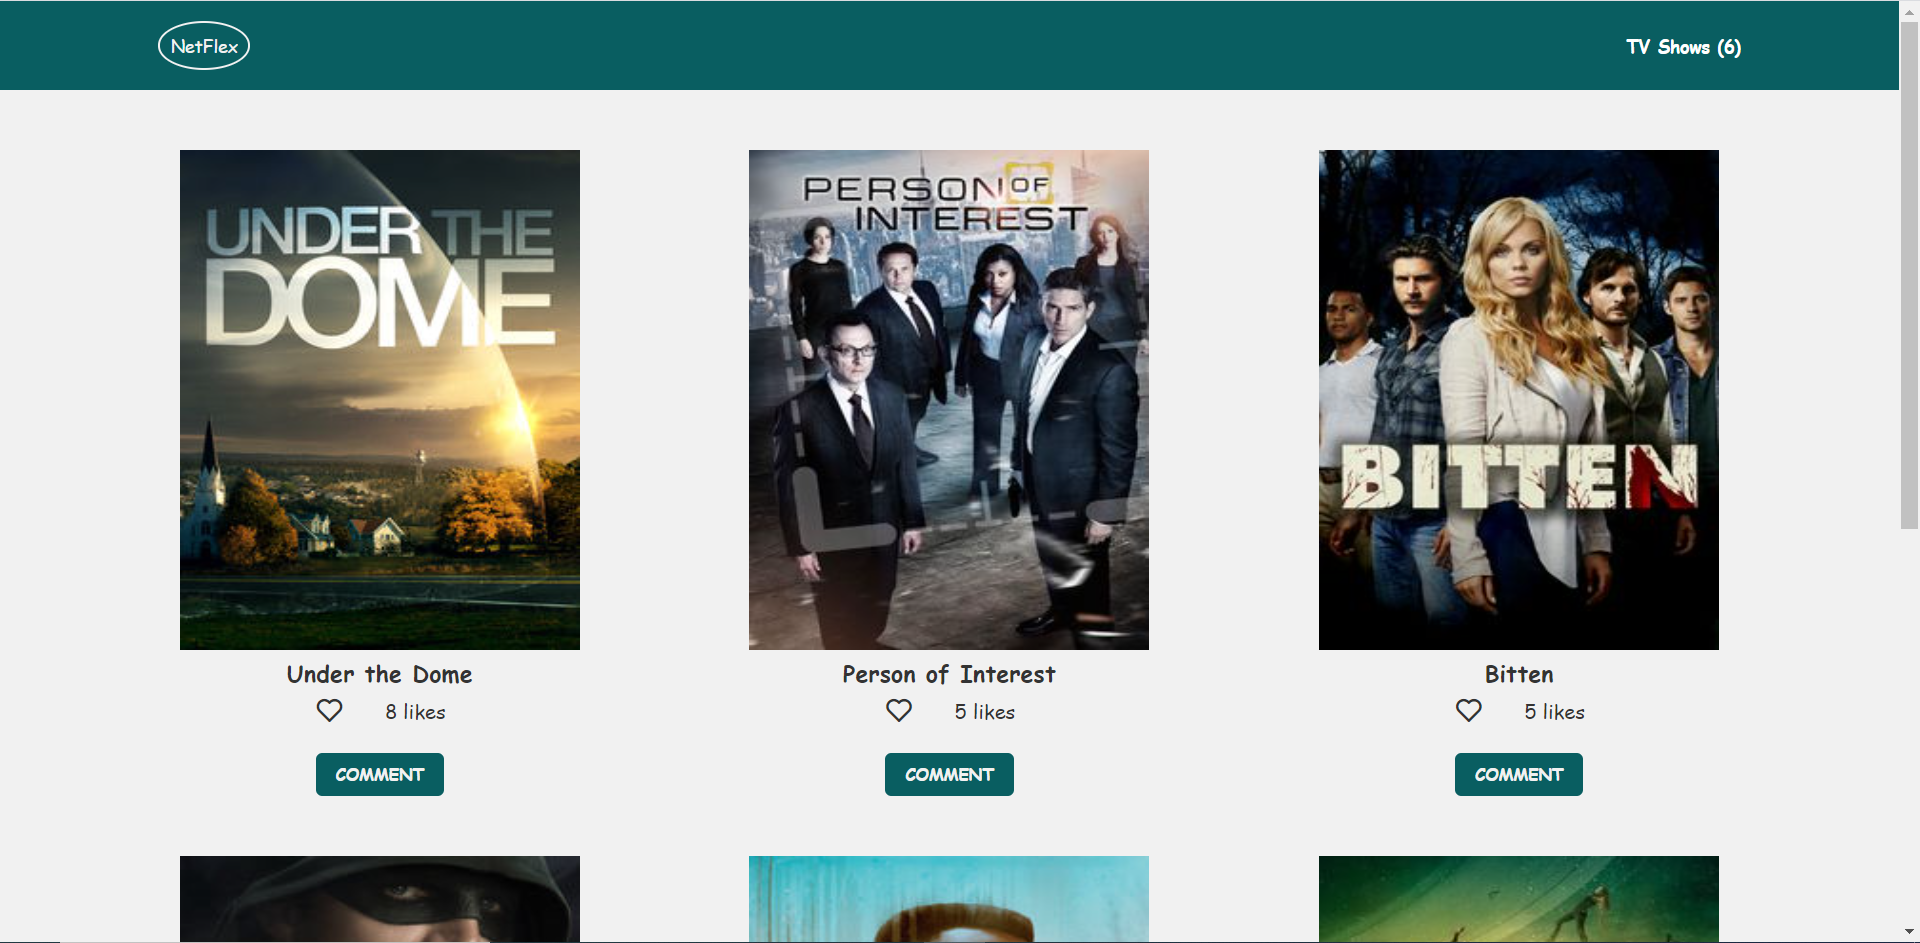 NetFlex
TV Shows (6)
UNDER THE
DOME
PERSON OF
INTEREST
BITTEN
Under the Dome
Person of Interest
Bitten
8 likes
5 likes
5 likes
COMMENT
COMMENT
COMMENT